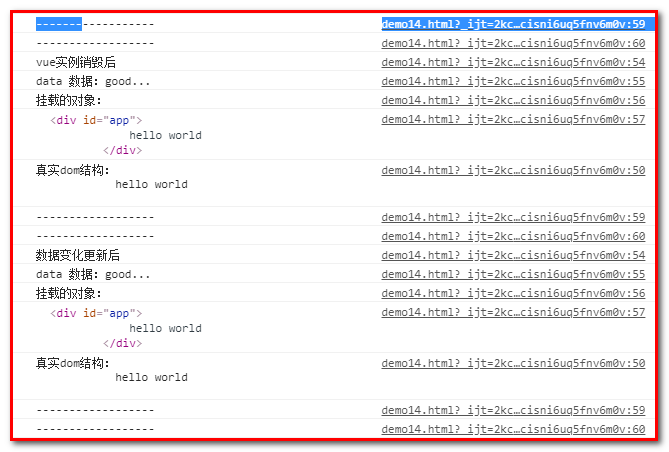 ------------------ demo14.html?_ijt=2kc…cisni6uq5fnv6m0v:59
------------------ demo14.html?_ijt=2kc…cisni6uq5fnv6m0v:60
vue实例销毁后 demo14.html?_ijt=2kc…cisni6uq5fnv6m0v:54
data 数据: good... demo14.html?_ijt=2kc…cisni6uq5fnv6m0v:55
挂载的对象: demo14.html?_ijt=2kc…cisni6uq5fnv6m0v:56
<div id="app"> demo14.html?_ijt=2kc…cisni6uq5fnv6m0v:57
hello world
</div>
真实dom结构: demo14.html?_ijt=2kc…cisni6uq5fnv6m0v:50
hello world
------------------ demo14.html?_ijt=2kc…cisni6uq5fnv6m0v:59
------------------ demo14.html?_ijt=2kc…cisni6uq5fnv6m0v:60
数据变化更新后 demo14.html?_ijt=2kc…cisni6uq5fnv6m0v:54
data 数据: good... demo14.html?_ijt=2kc…cisni6uq5fnv6m0v:55
挂载的对象: demo14.html?_ijt=2kc…cisni6uq5fnv6m0v:56
<div id="app"> demo14.html?_ijt=2kc…cisni6uq5fnv6m0v:57
hello world
</div>
真实dom结构: demo14.html?_ijt=2kc…cisni6uq5fnv6m0v:50
hello world
------------------ demo14.html?_ijt=2kc…cisni6uq5fnv6m0v:59
------------------ demo14.html?_ijt=2kc…cisni6uq5fnv6m0v:60